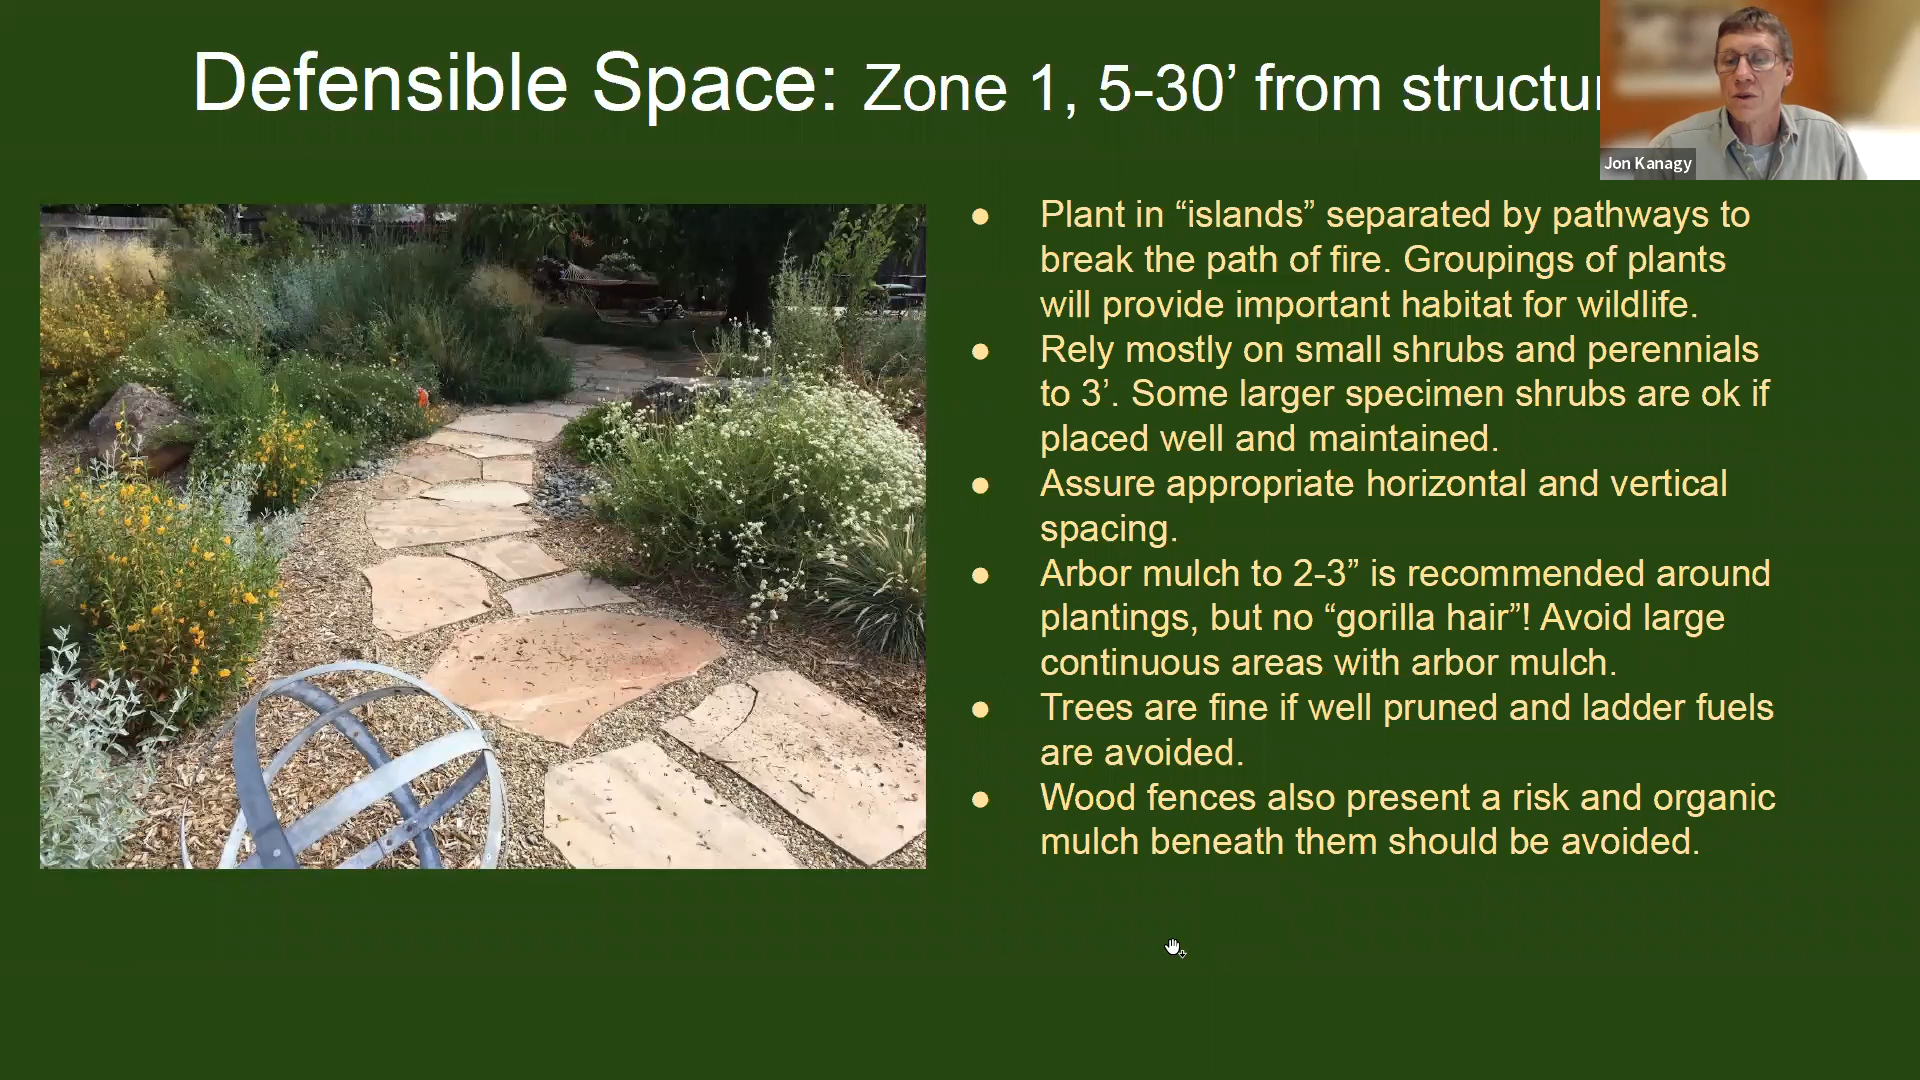 Defensible Space: Zone 1, 5-30’ from structur
Jon Kanagy
● Plant in “islands” separated by pathways to
break the path of fire. Groupings of plants
will provide important habitat for wildlife.
● Rely mostly on small shrubs and perennials
to 3’. Some larger specimen shrubs are ok if
placed well and maintained.
● Assure appropriate horizontal and vertical
spacing.
● Arbor mulch to 2-3” is recommended around
plantings, but no “gorilla hair”! Avoid large
continuous areas with arbor mulch.
● Trees are fine if well pruned and ladder fuels
are avoided.
● Wood fences also present a risk and organic
mulch beneath them should be avoided.